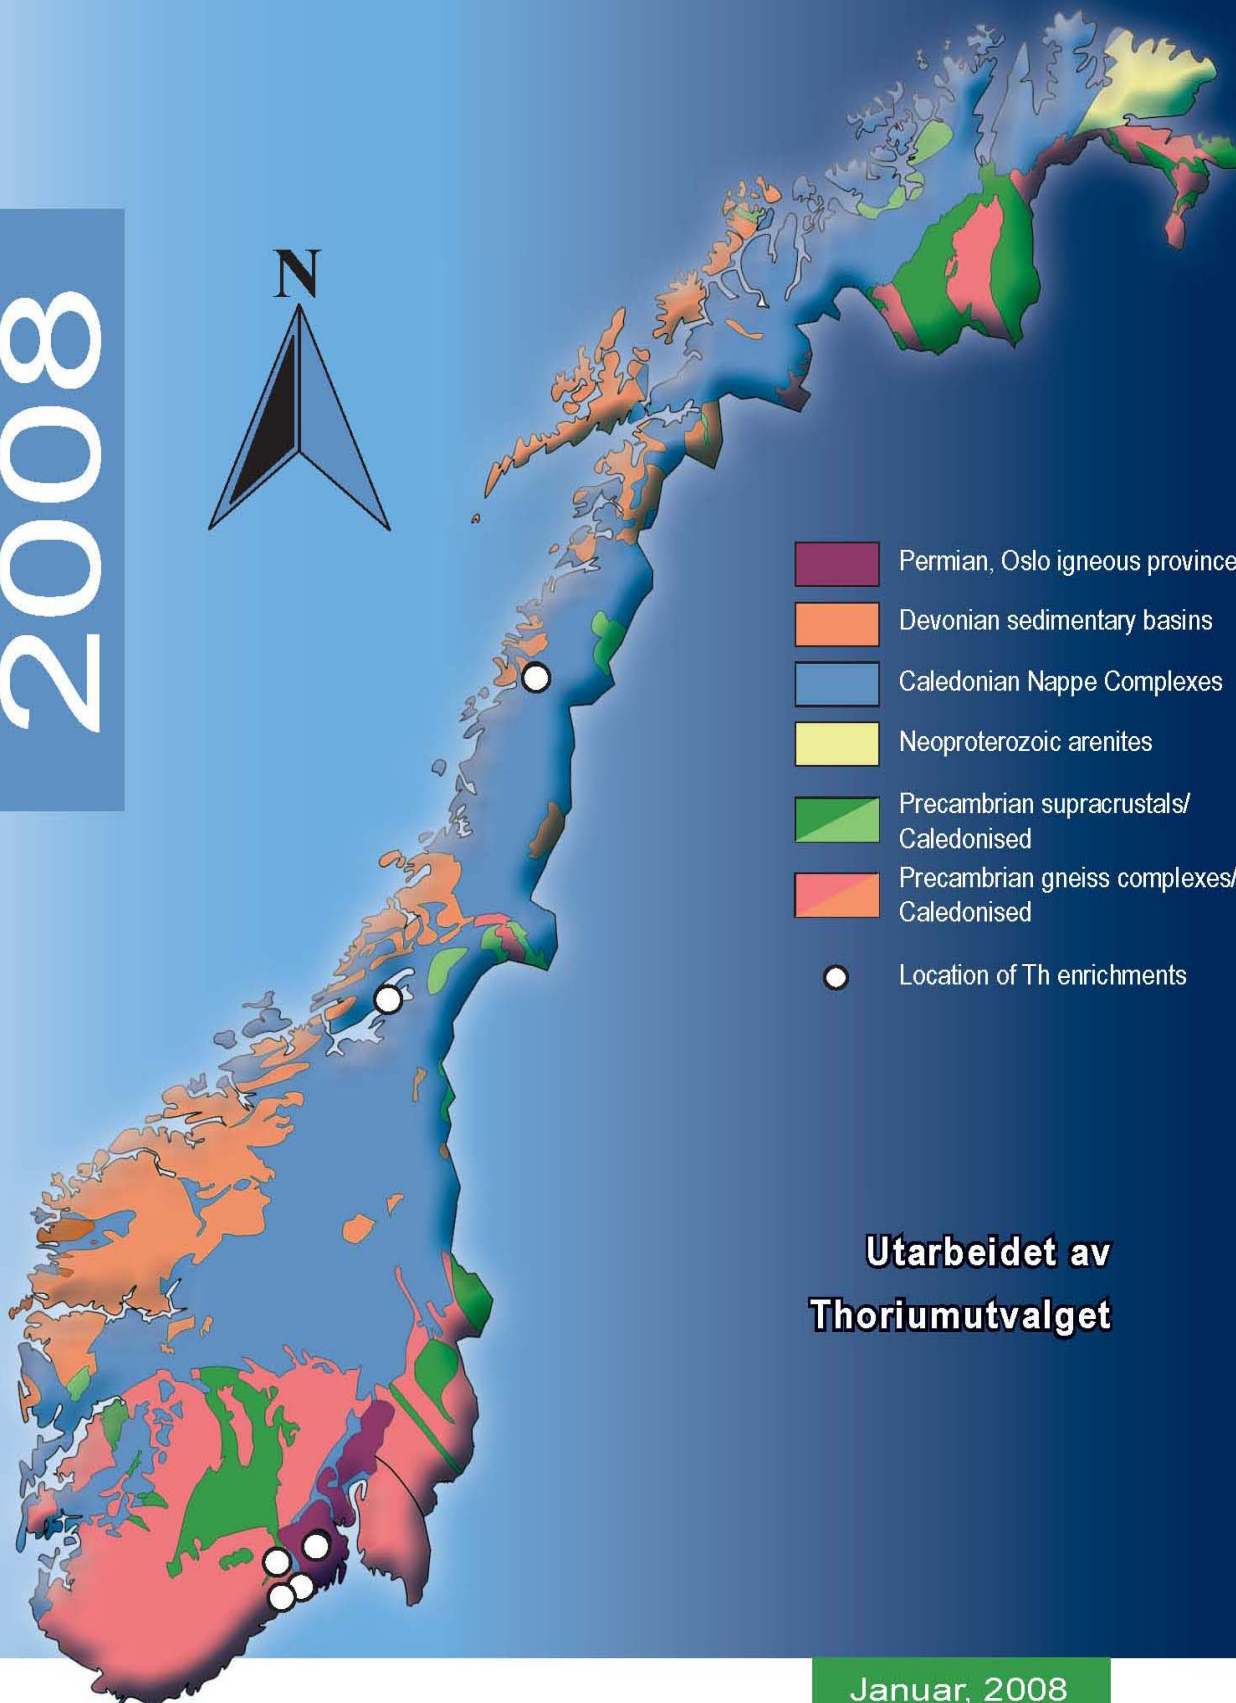 2008
N
Permian, Oslo igneous province
Devonian sedimentary basins
Caledonian Nappe Complexes
Neoproterozoic arenites
Precambrian supracrustals/
Caledonised
Precambrian gneiss complexes/
Caledonised
Location of Th enrichments
Utarbeidet av
Thoriumutvalget
Januar, 2008